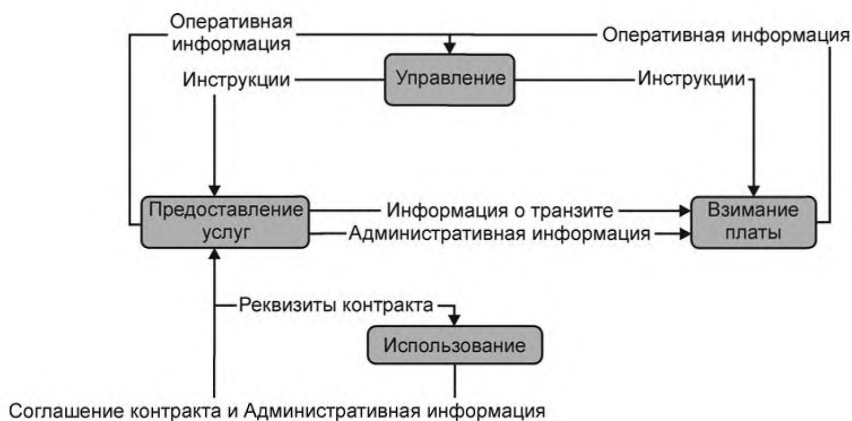 Оперативная
информация
Оперативная информация
Управление
Инструкции
Инструкции
Предоставление
услуг
Информация о транзите
Административная информация
Взимание
платы
Реквизиты контракта
Использование
Соглашение контракта и Административная информация